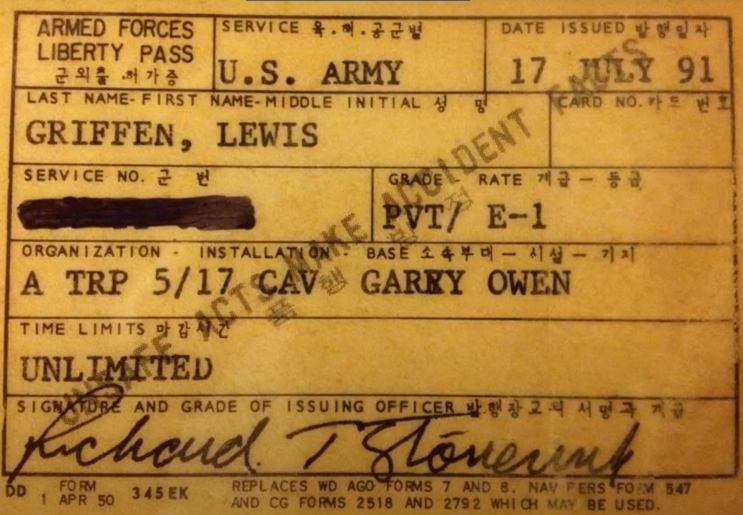 ARMED FORCES
LIBERTY PASS
군외출.허가증
SERVICE 육.해.공군별
U.S. ARMY
DATE ISSUED 발행일자
17 JULY 91
LAST NAME-FIRST NAME-MIDDLE INITIAL 성 명
GRIFFEN, LEWIS
CARD NO. 카드 번호
SERVICE NO. 군 번
GRADE RATE 계급 — 등급
PVT/ E-1
ORGANIZATION - INSTALLATION - BASE 소속부대 — 시설 — 기지
A TRP 5/17 CAV GARRY OWEN
TIME LIMITS 마감시간
UNLIMITED
SIGNATURE AND GRADE OF ISSUING OFFICER 발행장교의 서명과 계급
Richard T
UNSAFE ACTS MAKE ACCIDENT FACTS
DD FORM 345EK
1 APR 50
REPLACES WD AGO FORMS 7 AND 8. NAV PERS FORM 547
AND CG FORMS 2518 AND 2792 WHICH MAY BE USED.